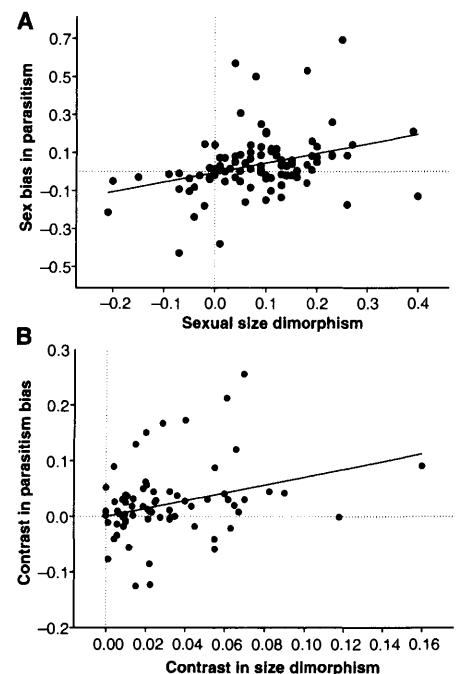 A
0.7
0.5
0.3
0.1
−0.1
−0.3
−0.5
Sex bias in parasitism
−0.2 −0.1 0.0 0.1 0.2 0.3 0.4
Sexual size dimorphism
B
0.3
0.2
0.1
0.0
−0.1
−0.2
Contrast in parasitism bias
0.00 0.02 0.04 0.06 0.08 0.10 0.12 0.14 0.16
Contrast in size dimorphism